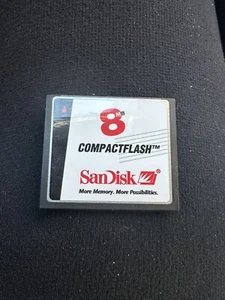 8
COMPACTFLASH™
SanDisk
More Memory. More Possibilities.